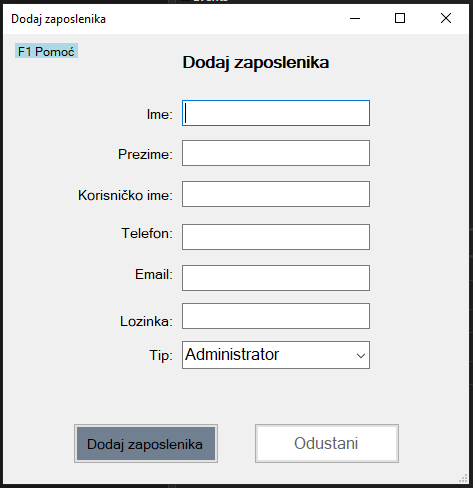 Dodaj zaposlenika
F1 Pomoć
Dodaj zaposlenika
Ime:
Prezime:
Korisničko ime:
Telefon:
Email:
Lozinka:
Tip: Administrator
Dodaj zaposlenika Odustani